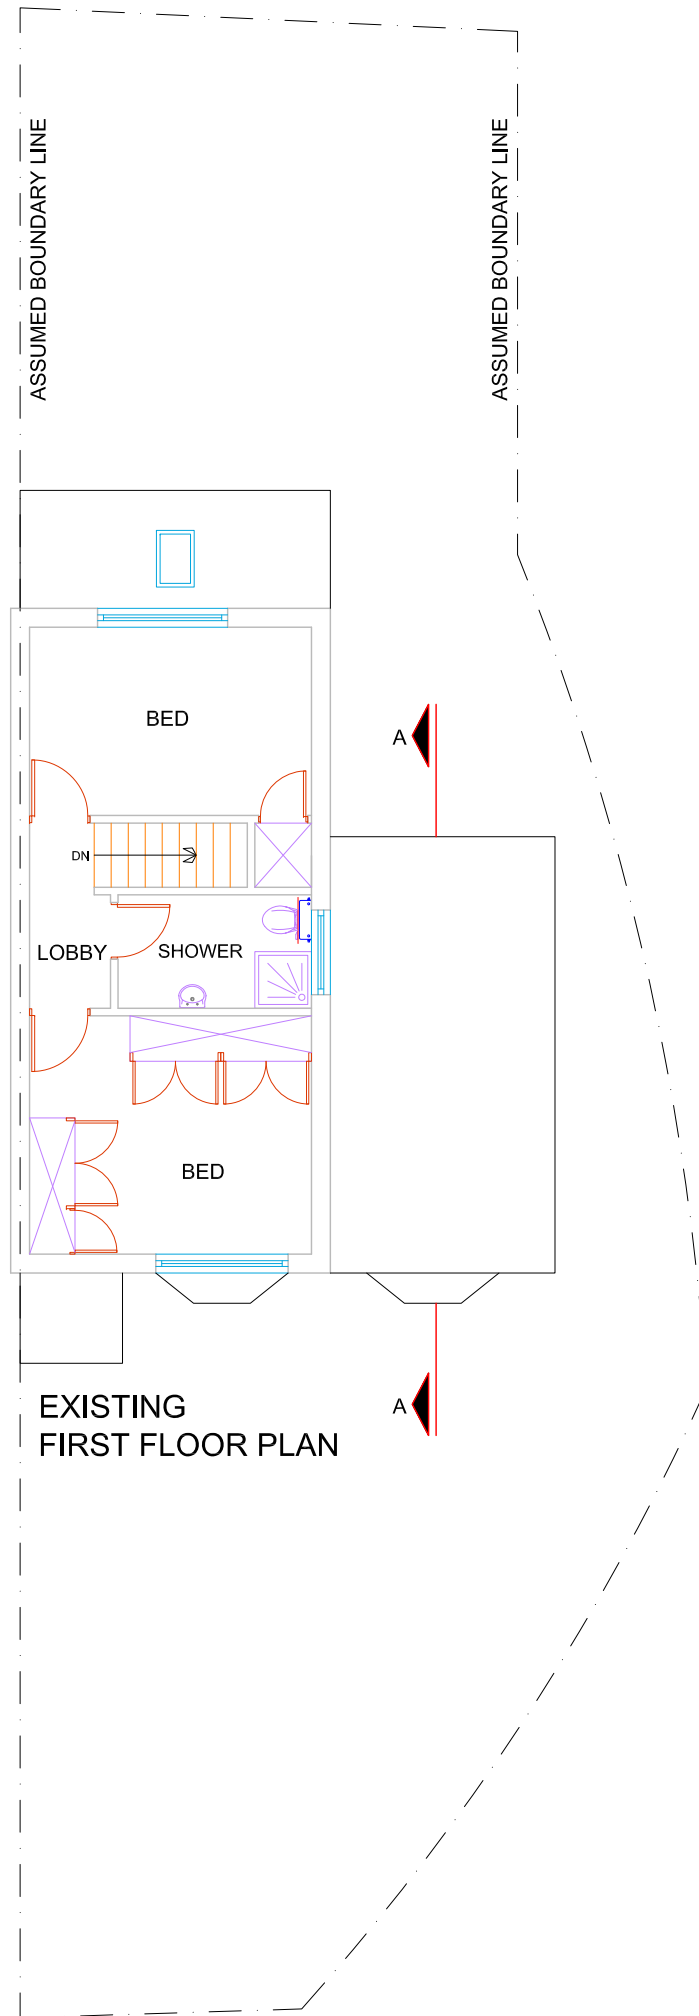 ASSUMED BOUNDARY LINE
ASSUMED BOUNDARY LINE
BED
A
DN
LOBBY
SHOWER
BED
A
EXISTING
FIRST FLOOR PLAN